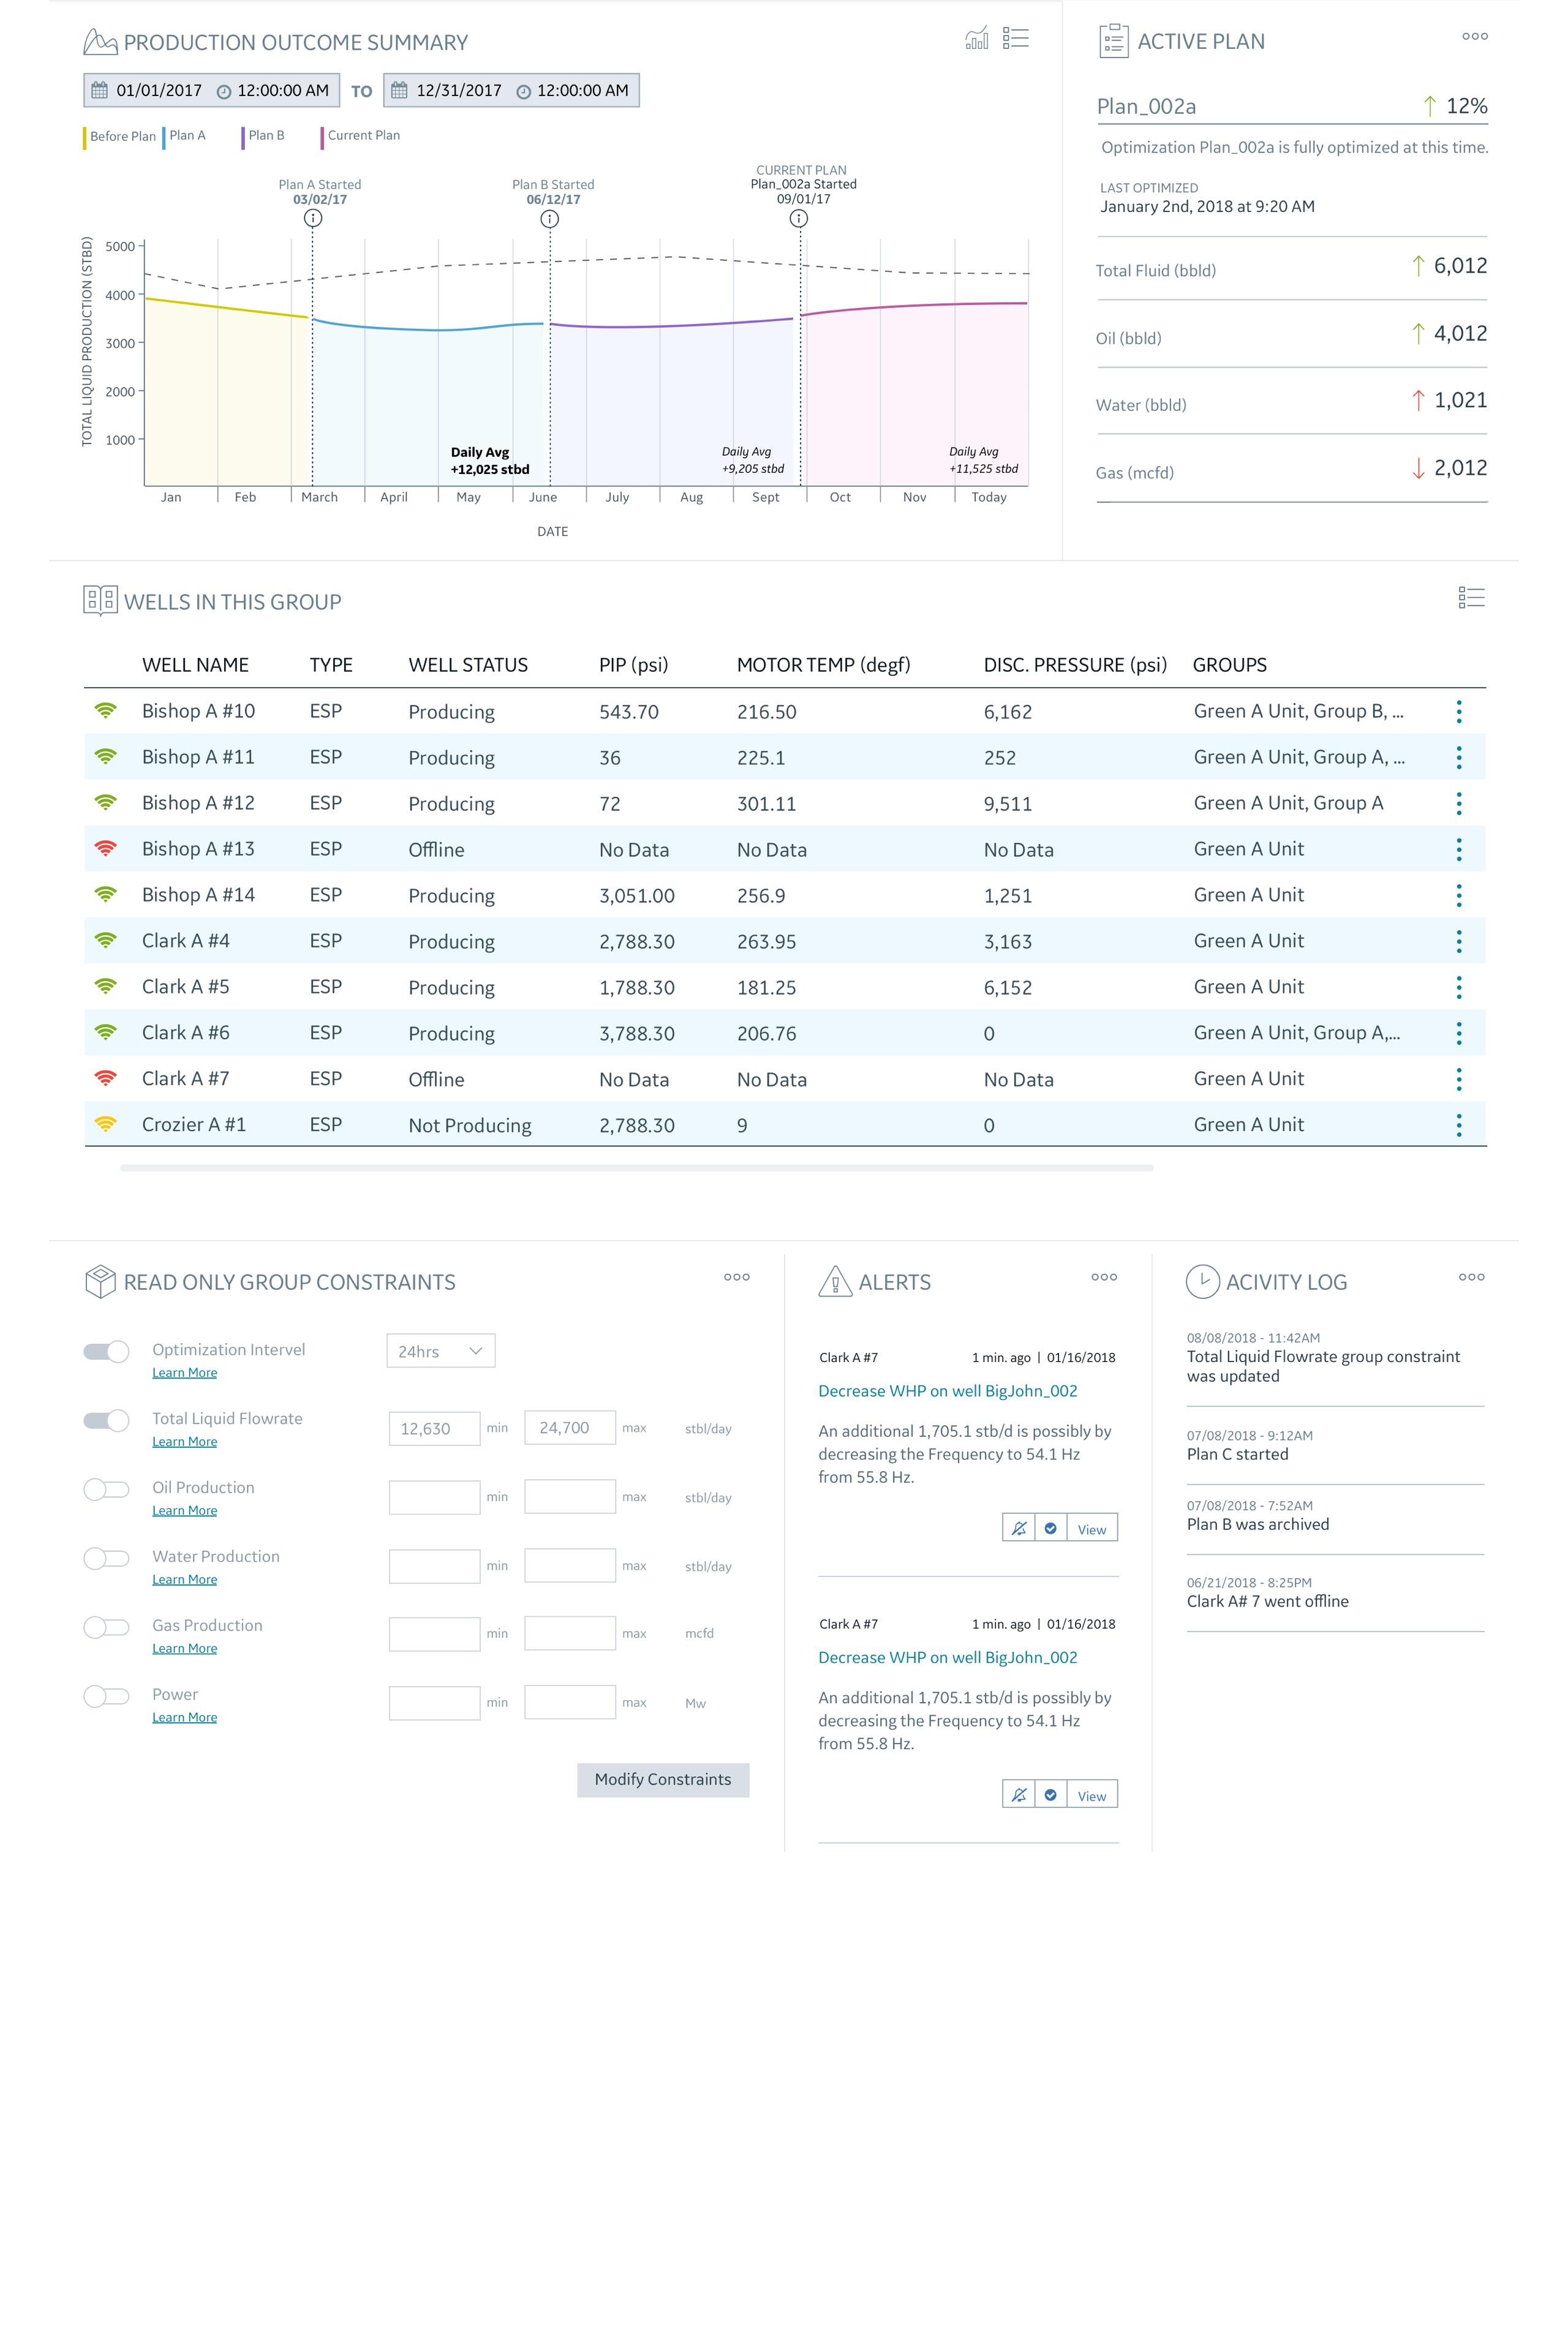 PRODUCTION OUTCOME SUMMARY
01/01/2017 12:00:00 AM TO 12/31/2017 12:00:00 AM
Before Plan Plan A Plan B Current Plan
Plan A Started
03/02/17
Plan B Started
06/12/17
CURRENT PLAN
Plan_002a Started
09/01/17
TOTAL LIQUID PRODUCTION (STBD)
5000
4000
3000
2000
1000
Daily Avg
+12,025 stbd
Daily Avg
+9,205 stbd
Daily Avg
+11,525 stbd
Jan Feb March April May June July Aug Sept Oct Nov Today
DATE
ACTIVE PLAN
Plan_002a 12%
Optimization Plan_002a is fully optimized at this time.
LAST OPTIMIZED
January 2nd, 2018 at 9:20 AM
Total Fluid (bbld) 6,012
Oil (bbld) 4,012
Water (bbld) 1,021
Gas (mcfd) 2,012
WELLS IN THIS GROUP
WELL NAME TYPE WELL STATUS PIP (psi) MOTOR TEMP (degf) DISC. PRESSURE (psi) GROUPS
Bishop A #10 ESP Producing 543.70 216.50 6,162 Green A Unit, Group B, ...
Bishop A #11 ESP Producing 36 225.1 252 Green A Unit, Group A, ...
Bishop A #12 ESP Producing 72 301.11 9,511 Green A Unit, Group A
Bishop A #13 ESP Offline No Data No Data No Data Green A Unit
Bishop A #14 ESP Producing 3,051.00 256.9 1,251 Green A Unit
Clark A #4 ESP Producing 2,788.30 263.95 3,163 Green A Unit
Clark A #5 ESP Producing 1,788.30 181.25 6,152 Green A Unit
Clark A #6 ESP Producing 3,788.30 206.76 0 Green A Unit, Group A,...
Clark A #7 ESP Offline No Data No Data No Data Green A Unit
Crozier A #1 ESP Not Producing 2,788.30 9 0 Green A Unit
READ ONLY GROUP CONSTRAINTS
Optimization Intervel 24hrs
Learn More
Total Liquid Flowrate 12,630 min 24,700 max stbl/day
Learn More
Oil Production min max stbl/day
Learn More
Water Production min max stbl/day
Learn More
Gas Production min max mcfd
Learn More
Power min max Mw
Learn More
Modify Constraints
ALERTS
Clark A #7 1 min. ago | 01/16/2018
Decrease WHP on well BigJohn_002
An additional 1,705.1 stb/d is possibly by
decreasing the Frequency to 54.1 Hz
from 55.8 Hz.
View
Clark A #7 1 min. ago | 01/16/2018
Decrease WHP on well BigJohn_002
An additional 1,705.1 stb/d is possibly by
decreasing the Frequency to 54.1 Hz
from 55.8 Hz.
View
ACIVITY LOG
08/08/2018 - 11:42AM
Total Liquid Flowrate group constraint
was updated
07/08/2018 - 9:12AM
Plan C started
07/08/2018 - 7:52AM
Plan B was archived
06/21/2018 - 8:25PM
Clark A# 7 went offline